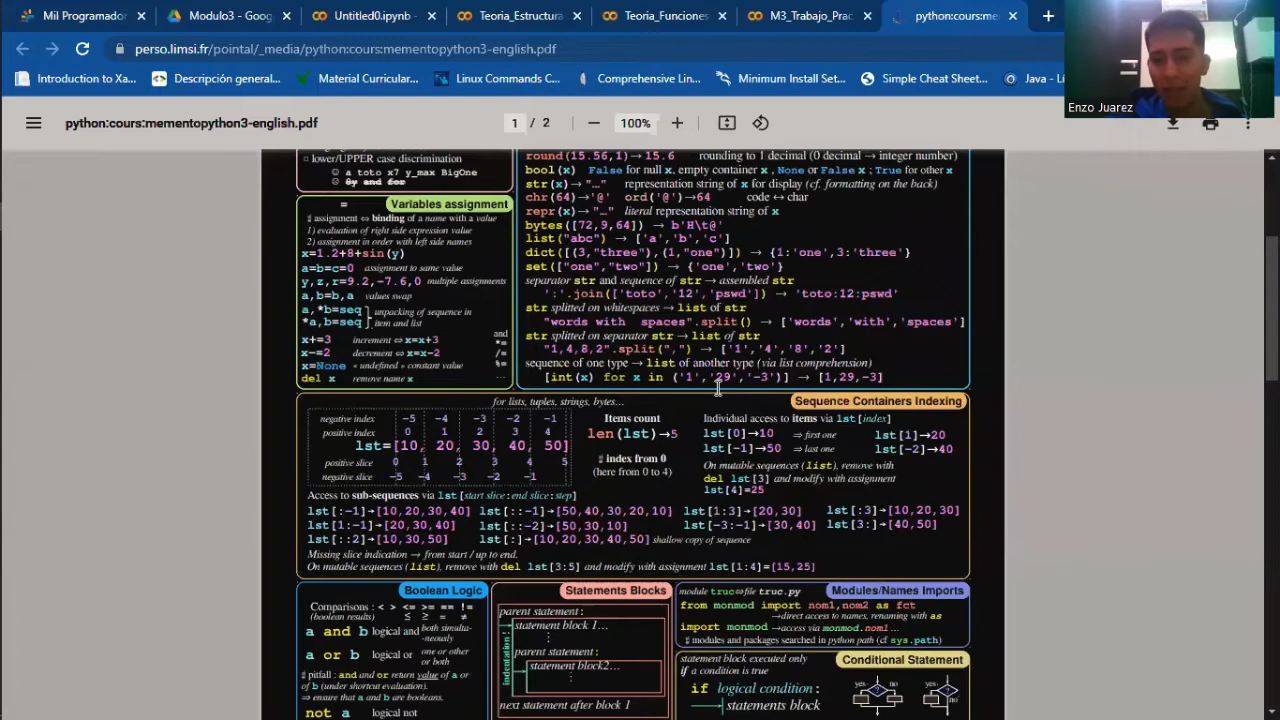 Mil Programador
Modulo3 - Goog
Untitled0.ipynb -
Teoria_Estructura
Teoria_Funciones
M3_Trabajo_Prac
python:cours:me
perso.limsi.fr/pointal/_media/python:cours:mementopython3-english.pdf
Introduction to Xa...
Descripción general...
Material Curricular...
Linux Commands C...
Comprehensive Lin...
Minimum Install Set...
Simple Cheat Sheet...
Java - Li
Enzo Juarez
python:cours:mementopython3-english.pdf
1 / 2
100%
▫ lower/UPPER case discrimination
☺ a toto x7 y_max BigOne
☹ 8y and for
= Variables assignment
assignment ⇔ binding of a name with a value
1) evaluation of right side expression value
2) assignment in order with left side names
x=1.2+8+sin(y)
a=b=c=0 assignment to same value
y,z,r=9.2,-7.6,0 multiple assignments
a,b=b,a values swap
a,*b=seq unpacking of sequence in
*a,b=seq item and list
and
x+=3 increment ⇔ x=x+3 *=
x-=2 decrement ⇔ x=x-2 /=
x=None « undefined » constant value %=
del x remove name x ...
round(15.56,1)→15.6 rounding to 1 decimal (0 decimal → integer number)
bool(x) False for null x, empty container x , None or False x ; True for other x
str(x)→"…" representation string of x for display (cf. formatting on the back)
chr(64)→'@' ord('@')→64 code ↔ char
repr(x)→"…" literal representation string of x
bytes([72,9,64]) → b'H\t@'
list("abc") → ['a','b','c']
dict([(3,"three"),(1,"one")]) → {1:'one',3:'three'}
set(["one","two"]) → {'one','two'}
separator str and sequence of str → assembled str
':'.join(['toto','12','pswd']) → 'toto:12:pswd'
str splitted on whitespaces → list of str
"words with  spaces".split() → ['words','with','spaces']
str splitted on separator str → list of str
"1,4,8,2".split(",") → ['1','4','8','2']
sequence of one type → list of another type (via list comprehension)
[int(x) for x in ('1','29','-3')] → [1,29,-3]
for lists, tuples, strings, bytes… Sequence Containers Indexing
negative index -5 -4 -3 -2 -1
positive index 0 1 2 3 4
lst=[10, 20, 30, 40, 50]
positive slice 0 1 2 3 4 5
negative slice -5 -4 -3 -2 -1
Items count
len(lst)→5
index from 0
(here from 0 to 4)
Individual access to items via lst[index]
lst[0]→10 ⇒ first one lst[1]→20
lst[-1]→50 ⇒ last one lst[-2]→40
On mutable sequences (list), remove with
del lst[3] and modify with assignment
lst[4]=25
Access to sub-sequences via lst[start slice:end slice:step]
lst[:-1]→[10,20,30,40] lst[::-1]→[50,40,30,20,10] lst[1:3]→[20,30] lst[:3]→[10,20,30]
lst[1:-1]→[20,30,40] lst[::-2]→[50,30,10] lst[-3:-1]→[30,40] lst[3:]→[40,50]
lst[::2]→[10,30,50] lst[:]→[10,20,30,40,50] shallow copy of sequence
Missing slice indication → from start / up to end.
On mutable sequences (list), remove with del lst[3:5] and modify with assignment lst[1:4]=[15,25]
Boolean Logic
Comparisons : < > <= >= == !=
(boolean results) ≤ ≥ = ≠
a and b logical and both simulta-
-neously
a or b logical or one or other
or both
pitfall : and and or return value of a or
of b (under shortcut evaluation).
⇒ ensure that a and b are booleans.
not a logical not
Statements Blocks
parent statement :
statement block 1…
⋮
parent statement :
statement block2…
⋮
next statement after block 1
indentation !
module truc⇔file truc.py Modules/Names Imports
from monmod import nom1,nom2 as fct
→direct access to names, renaming with as
import monmod →access via monmod.nom1 …
modules and packages searched in python path (cf sys.path)
statement block executed only
if a condition is true
Conditional Statement
if logical condition :
statements block
yes no yes
? ?
no